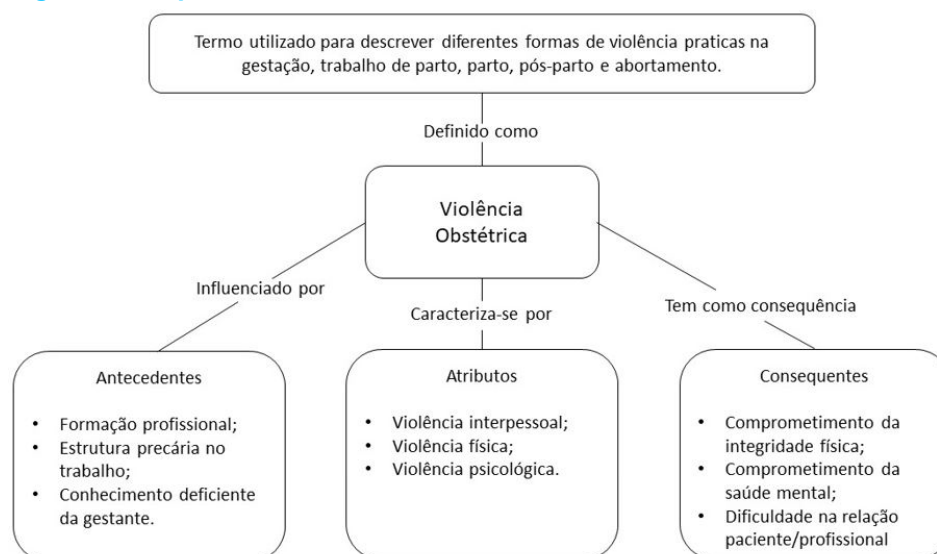 Termo utilizado para descrever diferentes formas de violência praticas na
gestação, trabalho de parto, parto, pós-parto e abortamento.
Definido como
Violência
Obstétrica
Influenciado por
Caracteriza-se por
Tem como consequência
Antecedentes
• Formação profissional;
• Estrutura precária no
trabalho;
• Conhecimento deficiente
da gestante.
Atributos
• Violência interpessoal;
• Violência física;
• Violência psicológica.
Consequentes
• Comprometimento da
integridade física;
• Comprometimento da
saúde mental;
• Dificuldade na relação
paciente/profissional